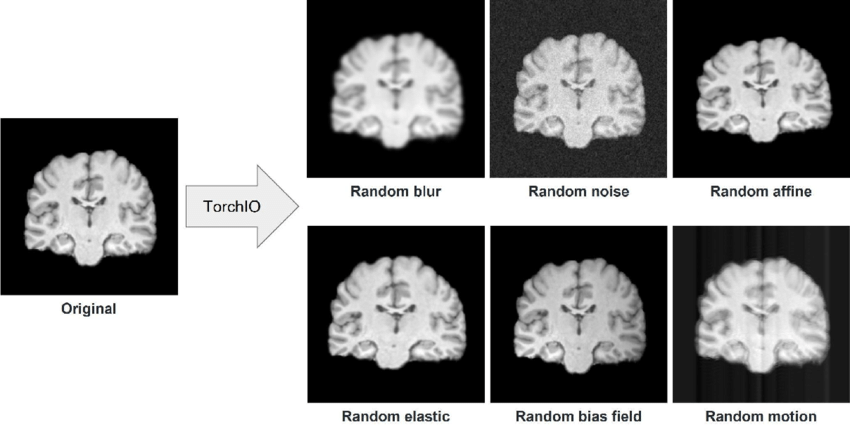 Random blur
Random noise
Random affine
TorchIO
Original
Random elastic
Random bias field
Random motion